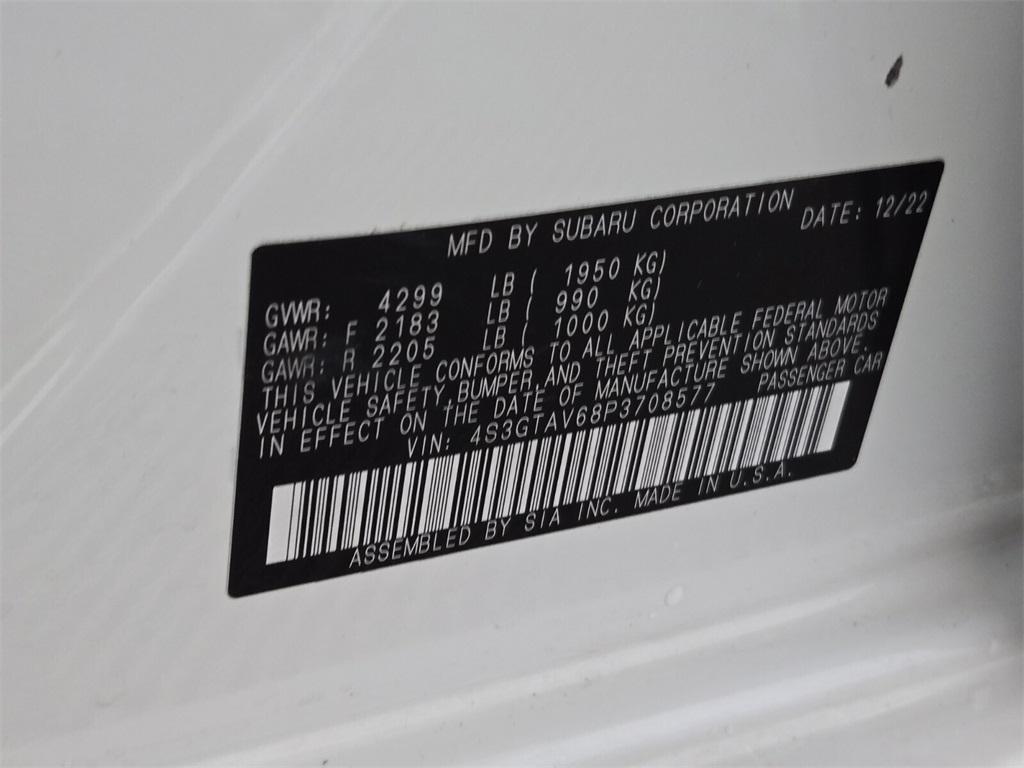 MFD BY SUBARU CORPORATION DATE: 12/22
GVWR: 4299 LB ( 1950 KG)
GAWR: F 2183 LB ( 990 KG)
GAWR: R 2205 LB ( 1000 KG)
THIS VEHICLE CONFORMS TO ALL APPLICABLE FEDERAL MOTOR
VEHICLE SAFETY,BUMPER,AND THEFT PREVENTION STANDARDS
IN EFFECT ON THE DATE OF MANUFACTURE SHOWN ABOVE.
VIN: 4S3GTAV68P3708577 PASSENGER CAR
ASSEMBLED BY SIA INC. MADE IN U.S.A.